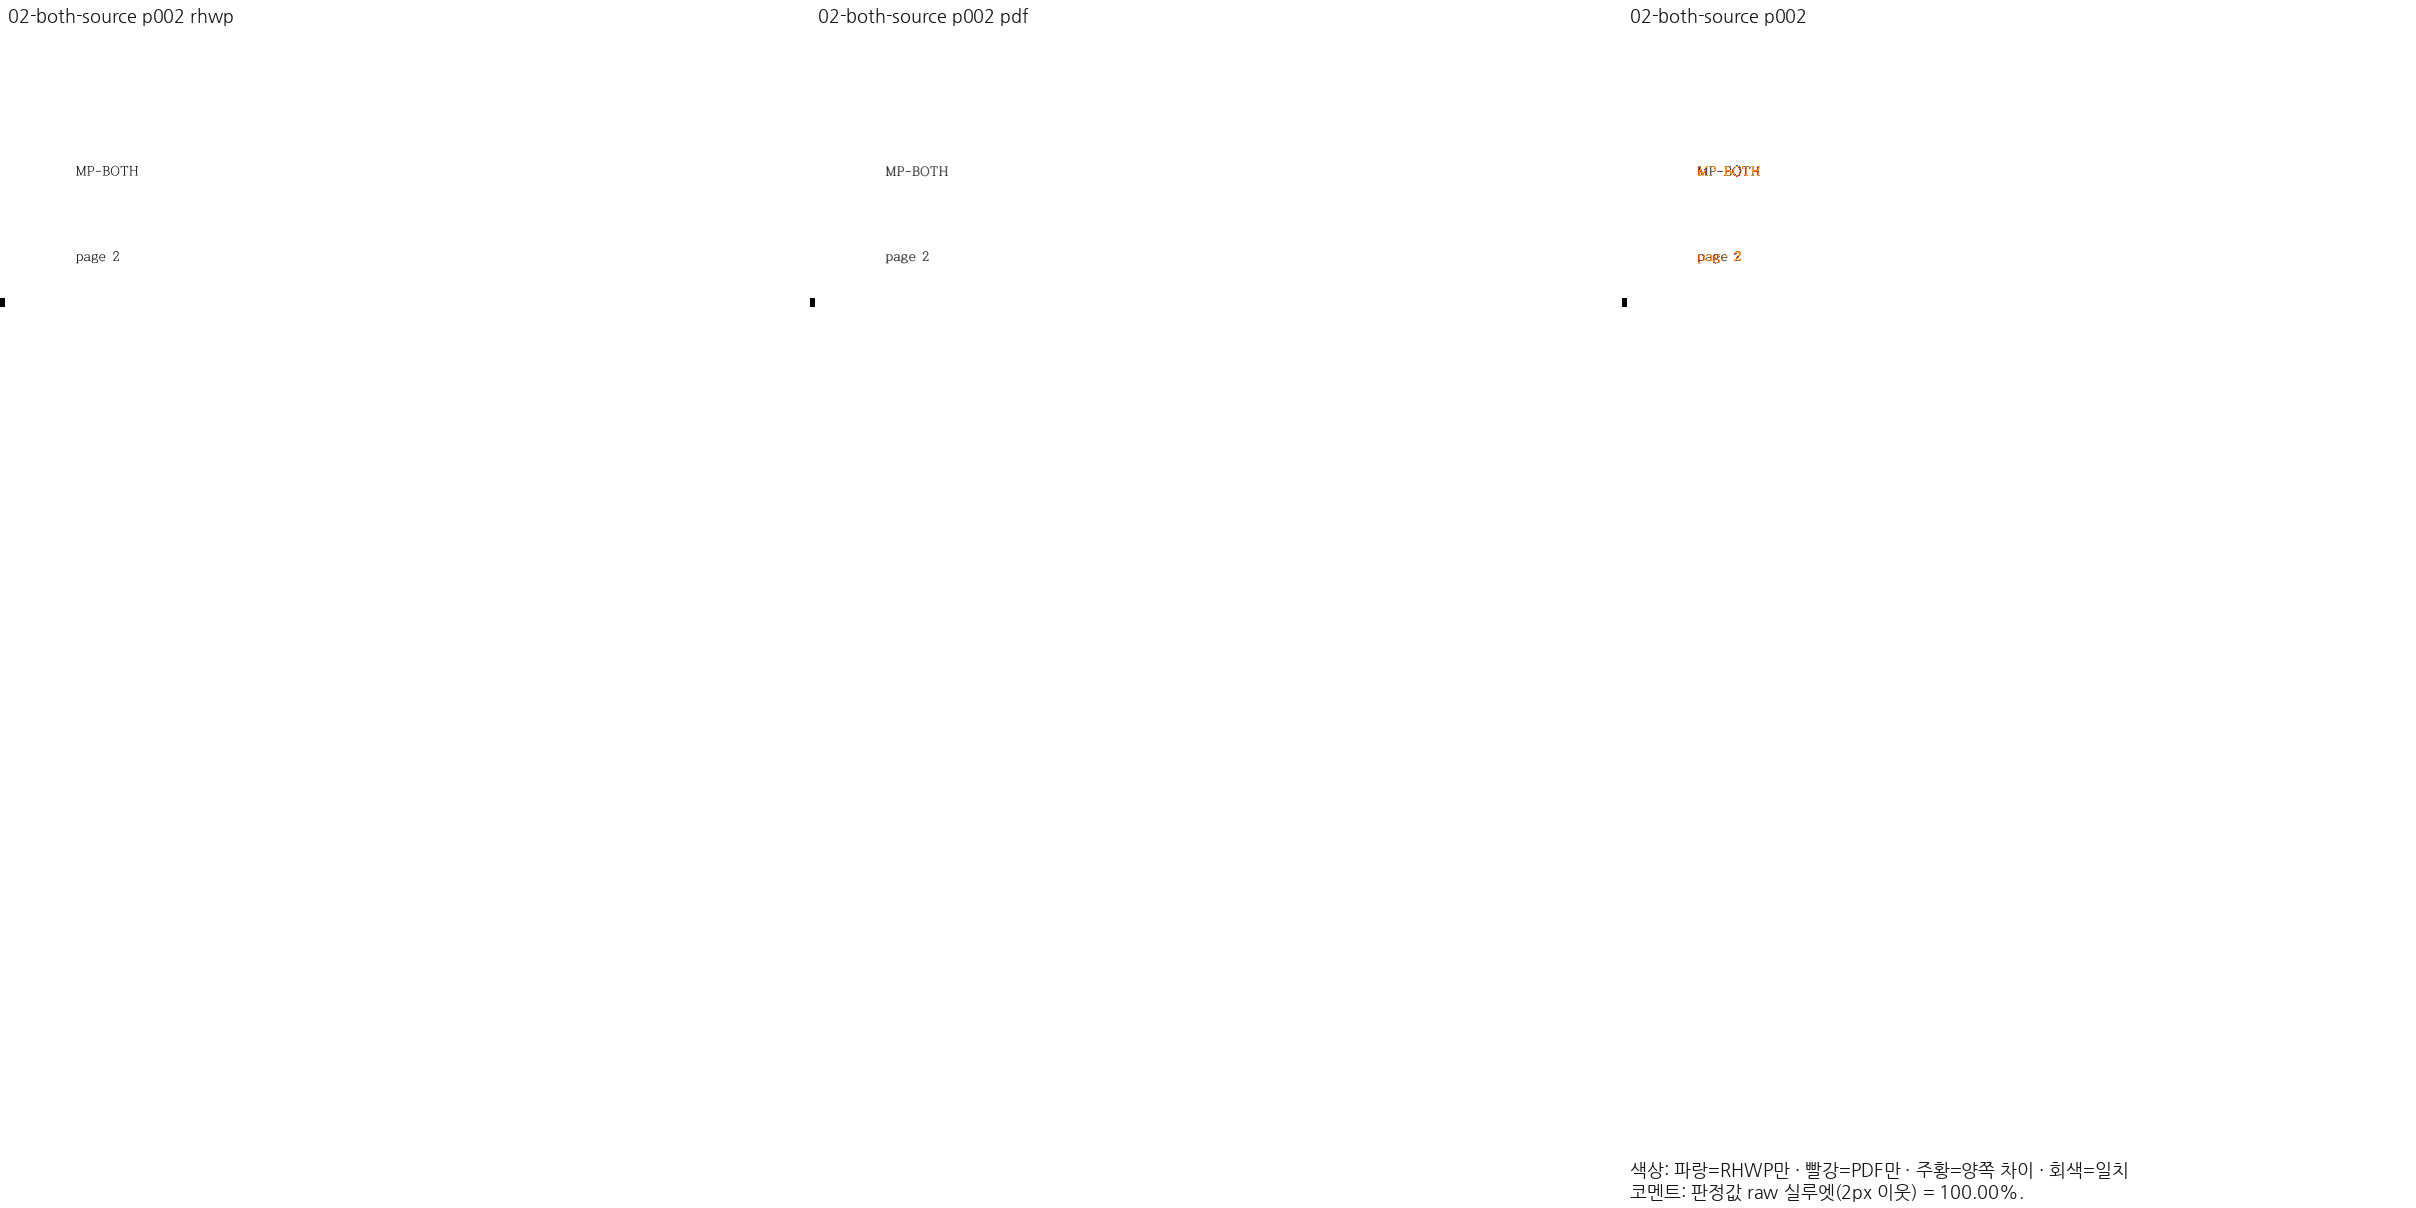 02-both-source p002 rhwp
MP-BOTH
page 2
02-both-source p002 pdf
MP-BOTH
page 2
02-both-source p002
MP-BOTH
page 2
색상: 파랑=RHWP만 · 빨강=PDF만 · 주황=양쪽 차이 · 회색=일치
코멘트: 판정값 raw 실루엣(2px 이웃) = 100.00%.